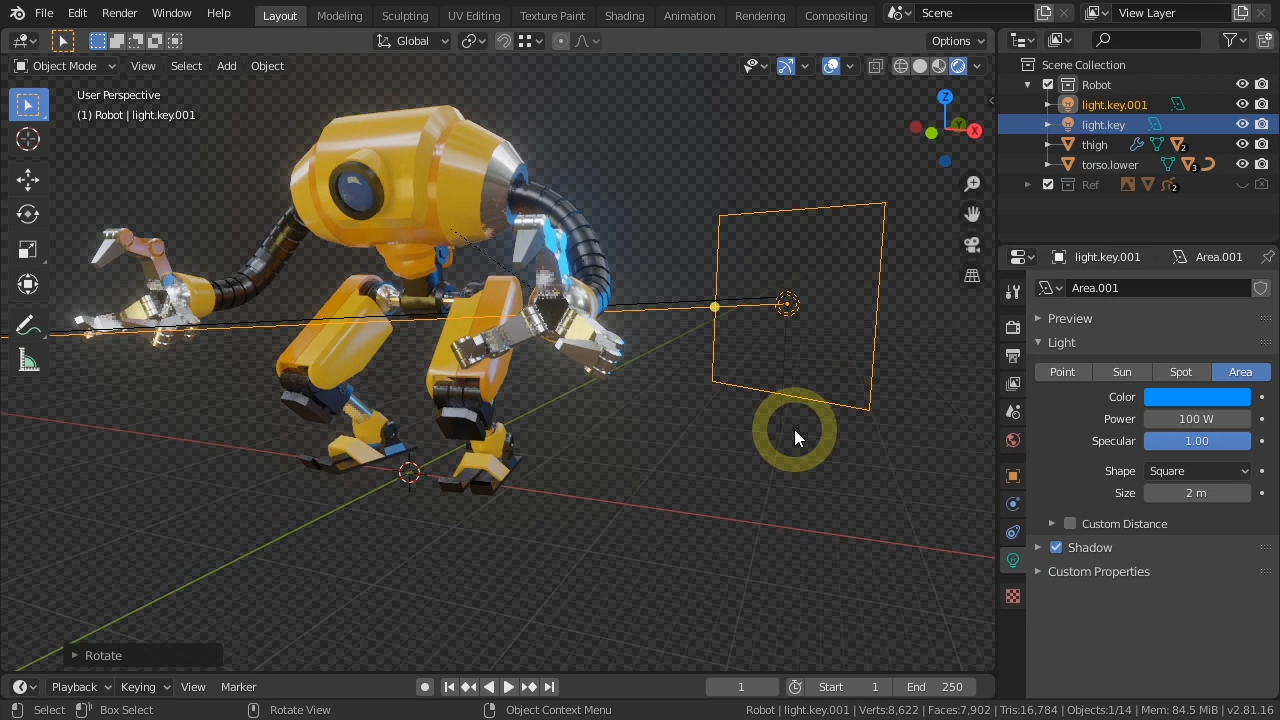 File Edit Render Window Help Layout Modeling Sculpting UV Editing Texture Paint Shading Animation Rendering Compositing Scene View Layer
Global Options
Object Mode View Select Add Object
User Perspective
(1) Robot | light.key.001
Z
Y
X
Scene Collection
Robot
light.key.001
light.key
thigh 2
torso.lower 3
Ref 2
light.key.001 Area.001
Area.001
Preview
Light
Point Sun Spot Area
Color
Power 100 W
Specular 1.00
Shape Square
Size 2 m
Custom Distance
Shadow
Custom Properties
Rotate
Playback Keying View Marker 1 Start 1 End 250
Select Box Select Rotate View Object Context Menu Robot | light.key.001 | Verts:8,622 | Faces:7,902 | Tris:16,784 | Objects:1/14 | Mem: 84.5 MiB | v2.81.16